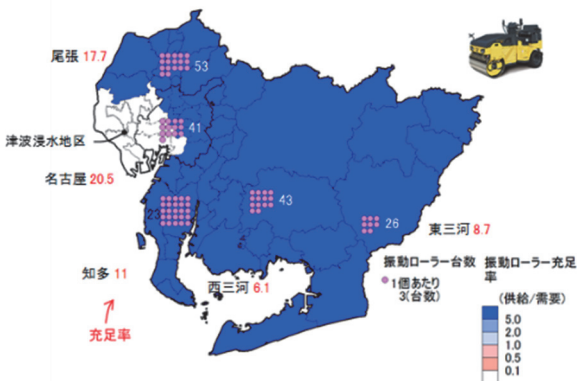 尾張 17.7
53
津波浸水地区
41
名古屋 20.5
23
43
26
東三河 8.7
知多 11
西三河 6.1
充足率
振動ローラー台数
1個あたり
3(台数)
振動ローラー充足
率
(供給/需要)
5.0
2.0
1.0
0.5
0.1